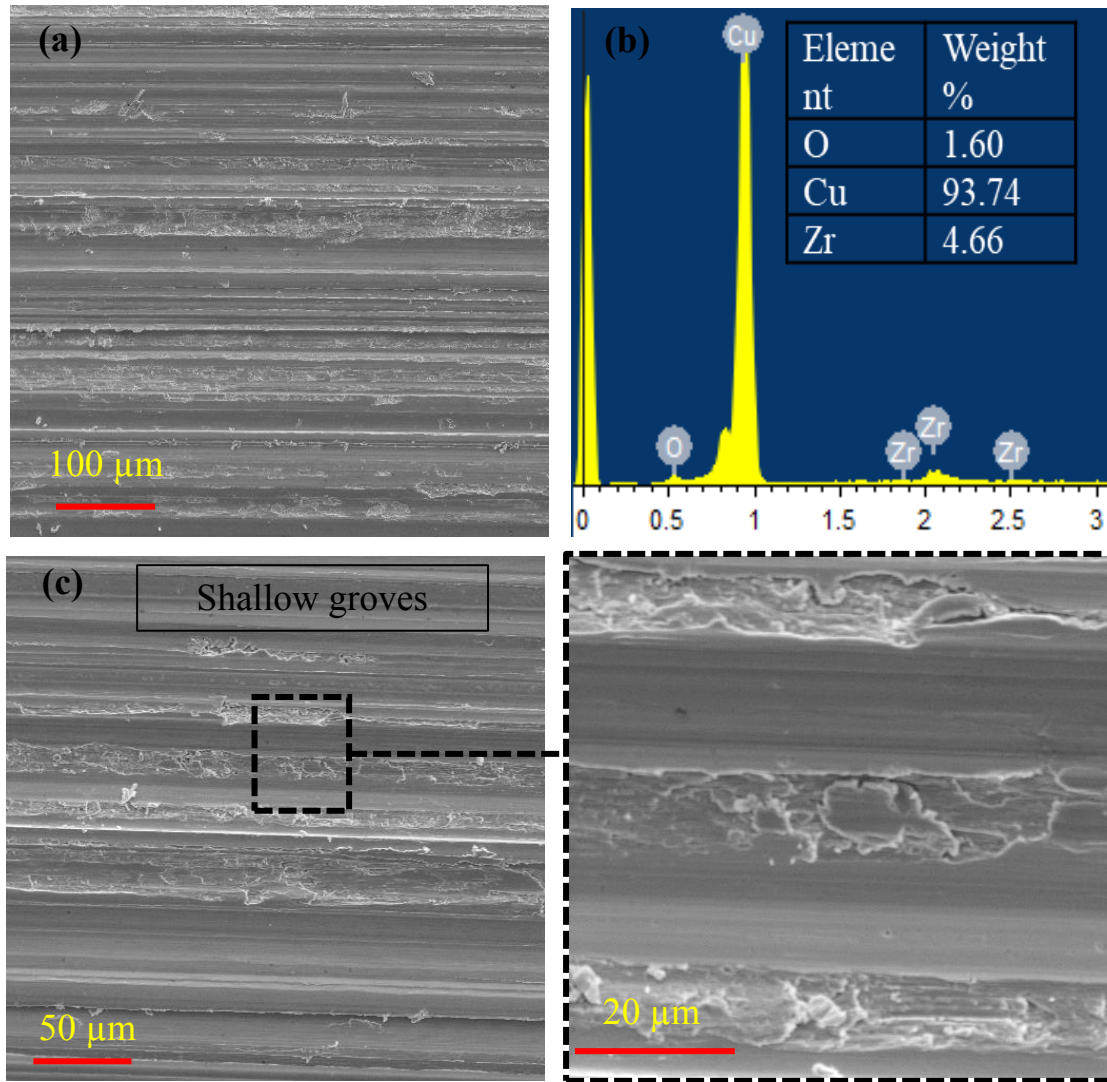 (a)
100 µm
(b)
Cu
Eleme
nt
Weight
%
O
1.60
Cu
93.74
Zr
4.66
O
Zr
Zr
Zr
0 0.5 1 1.5 2 2.5 3
(c)
Shallow groves
50 µm
20 µm